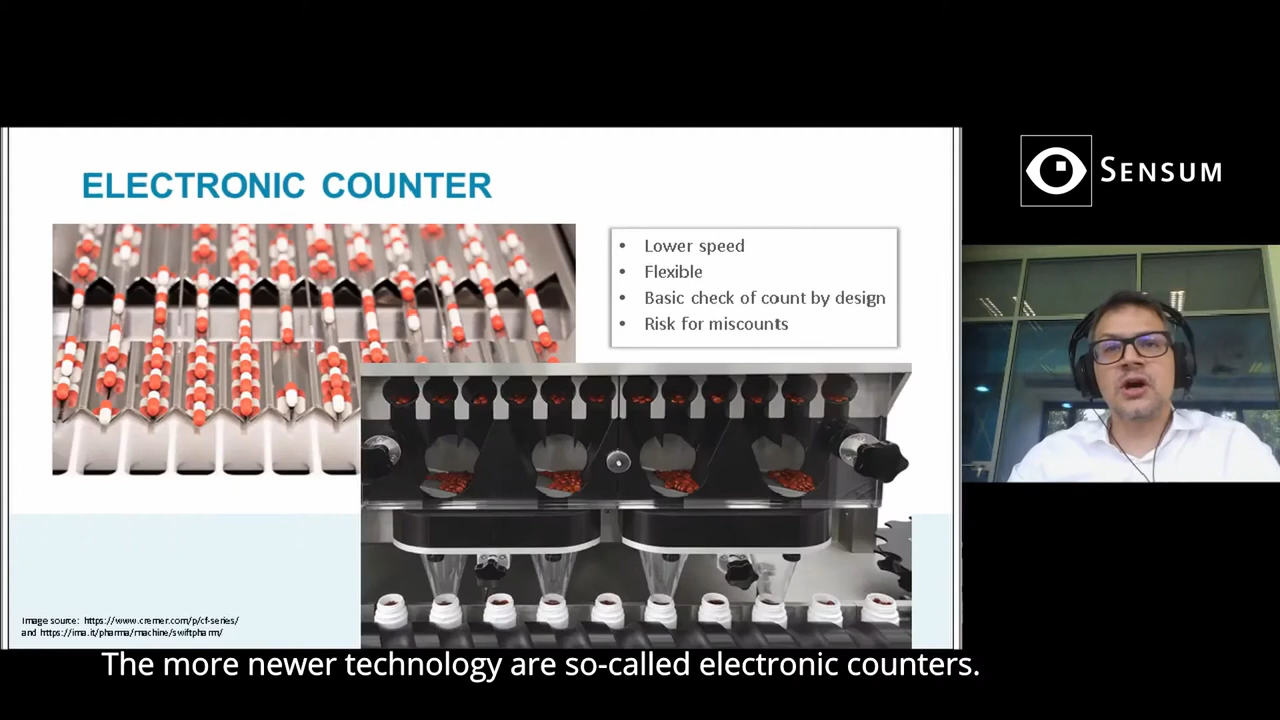 ELECTRONIC COUNTER
• Lower speed
• Flexible
• Basic check of count by design
• Risk for miscounts
SENSUM
Image source: https://www.cremer.com/p/cf-series/
and https://ima.it/pharma/machine/swiftpharm/
The more newer technology are so-called electronic counters.